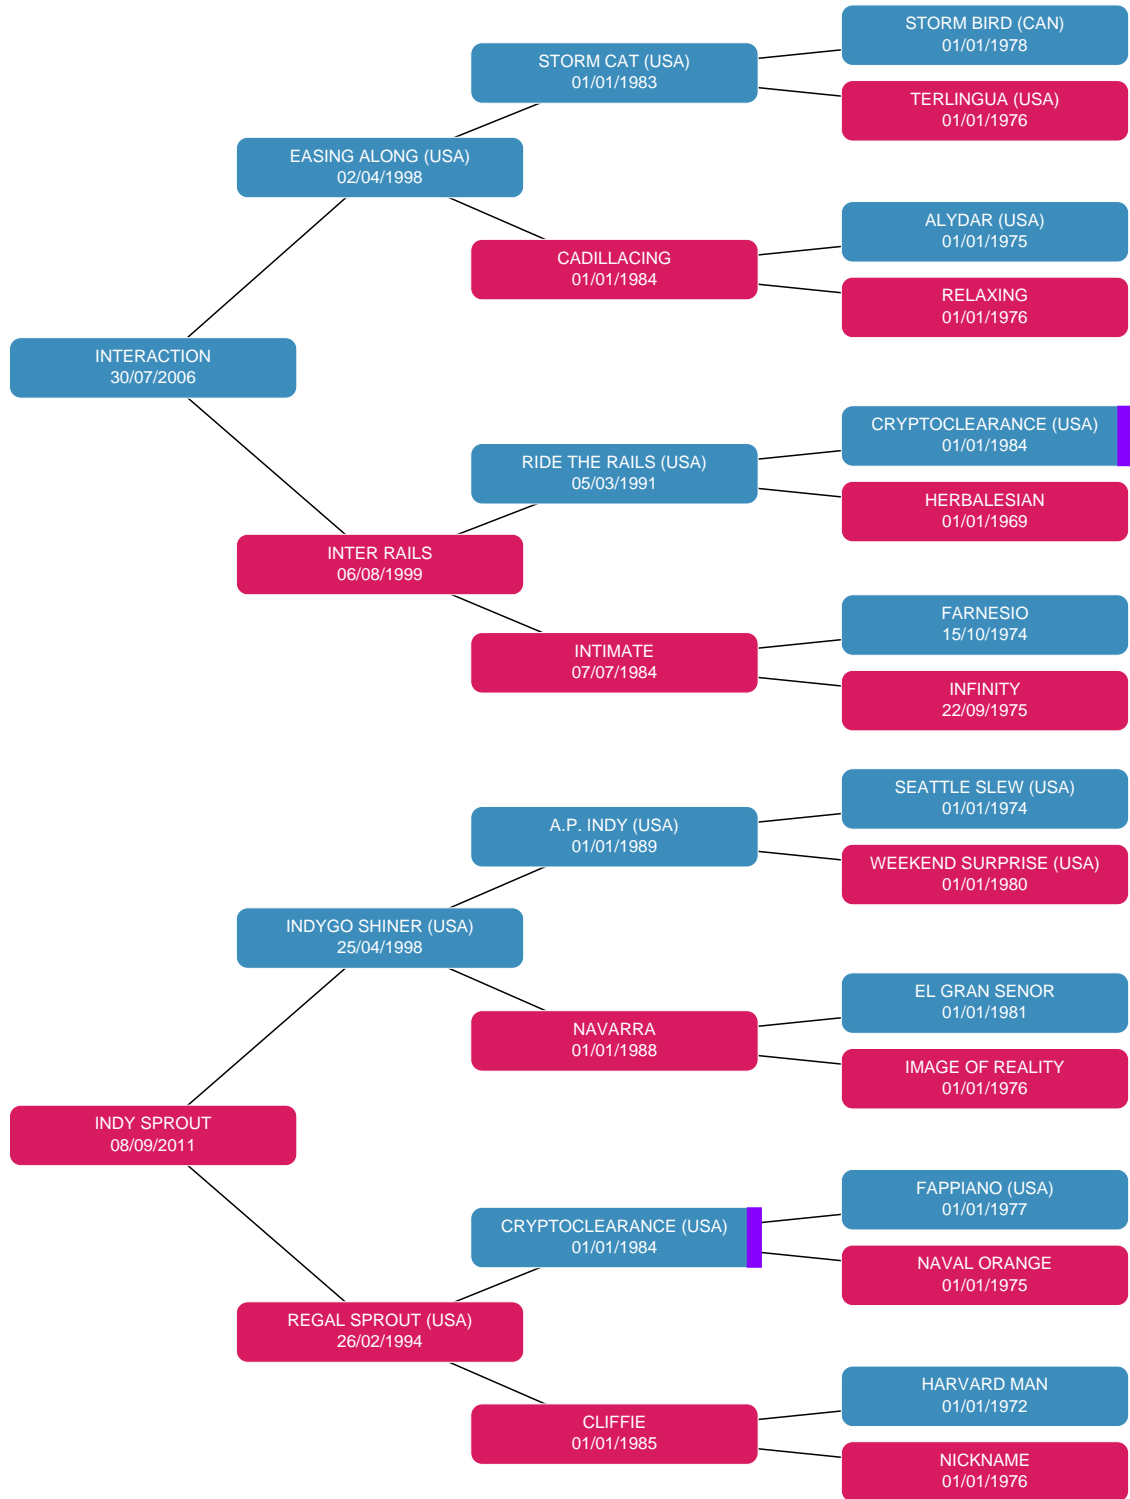 STORM BIRD (CAN)
01/01/1978
STORM CAT (USA)
01/01/1983
TERLINGUA (USA)
01/01/1976
EASING ALONG (USA)
02/04/1998
ALYDAR (USA)
01/01/1975
CADILLACING
01/01/1984
RELAXING
01/01/1976
INTERACTION
30/07/2006
CRYPTOCLEARANCE (USA)
01/01/1984
RIDE THE RAILS (USA)
05/03/1991
HERBALESIAN
01/01/1969
INTER RAILS
06/08/1999
FARNESIO
15/10/1974
INTIMATE
07/07/1984
INFINITY
22/09/1975
SEATTLE SLEW (USA)
01/01/1974
A.P. INDY (USA)
01/01/1989
WEEKEND SURPRISE (USA)
01/01/1980
INDYGO SHINER (USA)
25/04/1998
EL GRAN SENOR
01/01/1981
NAVARRA
01/01/1988
IMAGE OF REALITY
01/01/1976
INDY SPROUT
08/09/2011
FAPPIANO (USA)
01/01/1977
CRYPTOCLEARANCE (USA)
01/01/1984
NAVAL ORANGE
01/01/1975
REGAL SPROUT (USA)
26/02/1994
HARVARD MAN
01/01/1972
CLIFFIE
01/01/1985
NICKNAME
01/01/1976